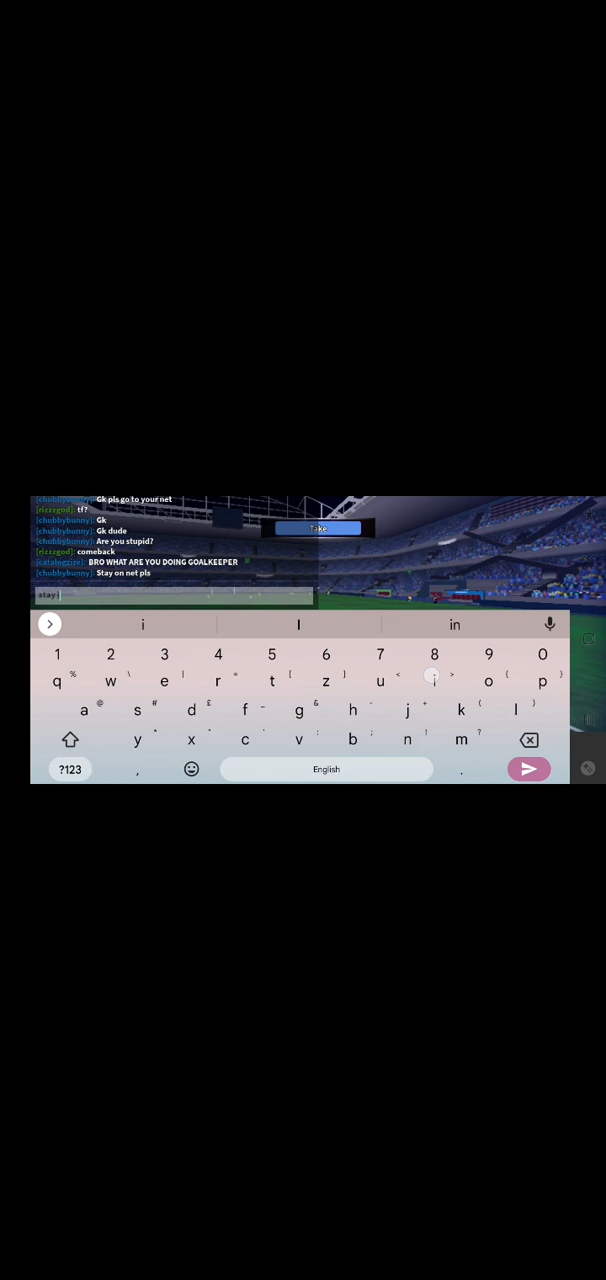 [chubbybunny]: Gk pls go to your net
[rizzzgod]: tf?
[chubbybunny]: Gk
[chubbybunny]: Gk dude
[chubbybunny]: Are you stupid?
[rizzzgod]: comeback
[catalogzize]: BRO WHAT ARE YOU DOING GOALKEEPER
[chubbybunny]: Stay on net pls
Take
stay i
i I in
1 2 3 4 5 6 7 8 9 0
q % w \ e | r = t [ z ] u < i > o { p }
a @ s # d £ f _ g & h - j + k ( l )
y ^ x " c ' v : b ; n ! m ?
?123 , English .